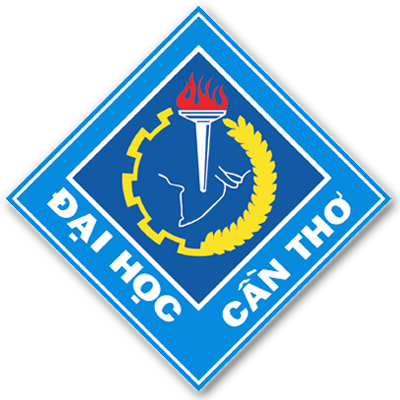 ĐẠI HỌC
CẦN THƠ